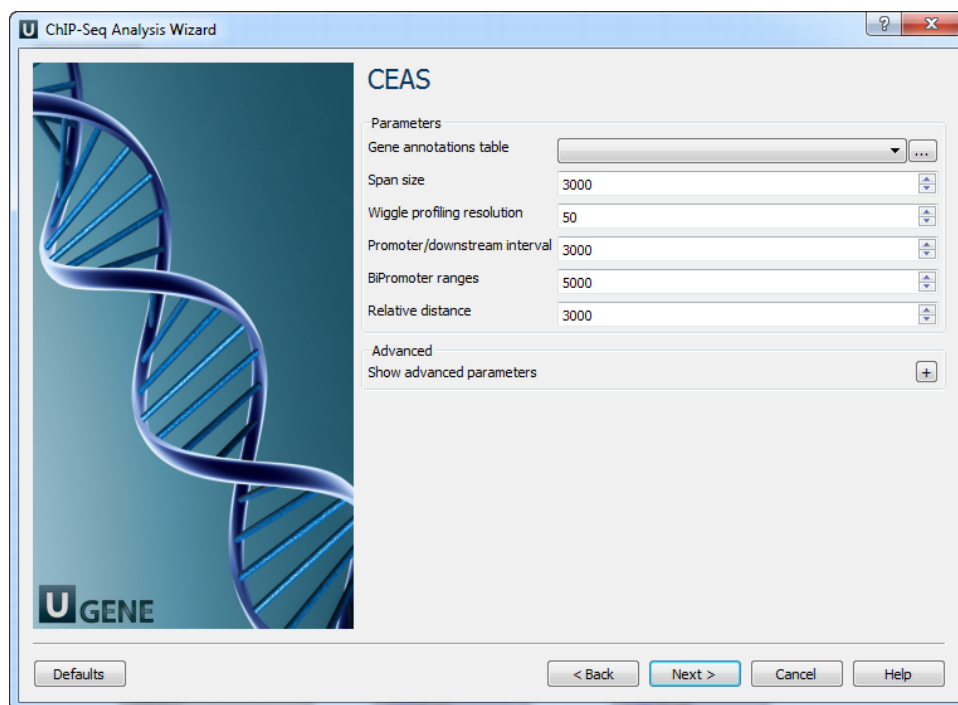 U ChIP-Seq Analysis Wizard
?
CEAS
Parameters
Gene annotations table
...
Span size 3000
Wiggle profiling resolution 50
Promoter/downstream interval 3000
BiPromoter ranges 5000
Relative distance 3000
Advanced
Show advanced parameters +
U GENE
Defaults < Back Next > Cancel Help